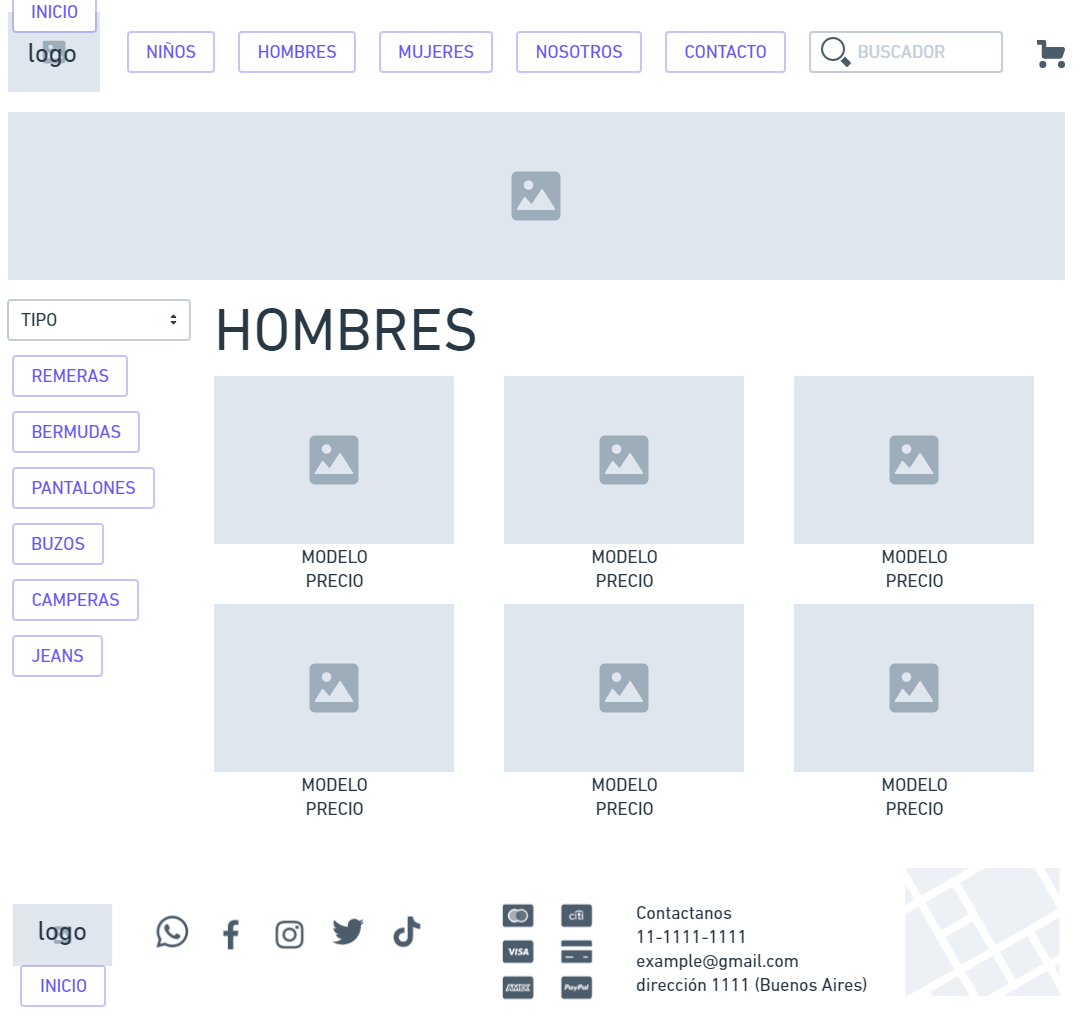 INICIO
logo
NIÑOS
HOMBRES
MUJERES
NOSOTROS
CONTACTO
BUSCADOR
TIPO
HOMBRES
REMERAS
BERMUDAS
PANTALONES
BUZOS
CAMPERAS
JEANS
MODELO
PRECIO
MODELO
PRECIO
MODELO
PRECIO
MODELO
PRECIO
MODELO
PRECIO
MODELO
PRECIO
logo
INICIO
citi
VISA
AMEX
PayPal
Contactanos
11-1111-1111
example@gmail.com
dirección 1111 (Buenos Aires)